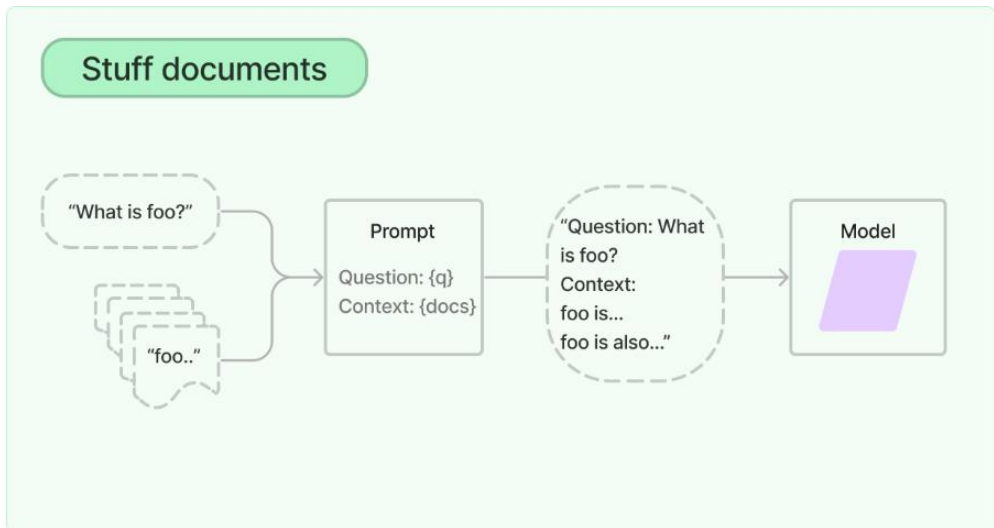 Stuff documents
“What is foo?”
“foo..”
Prompt
Question: {q}
Context: {docs}
“Question: What
is foo?
Context:
foo is...
foo is also...”
Model